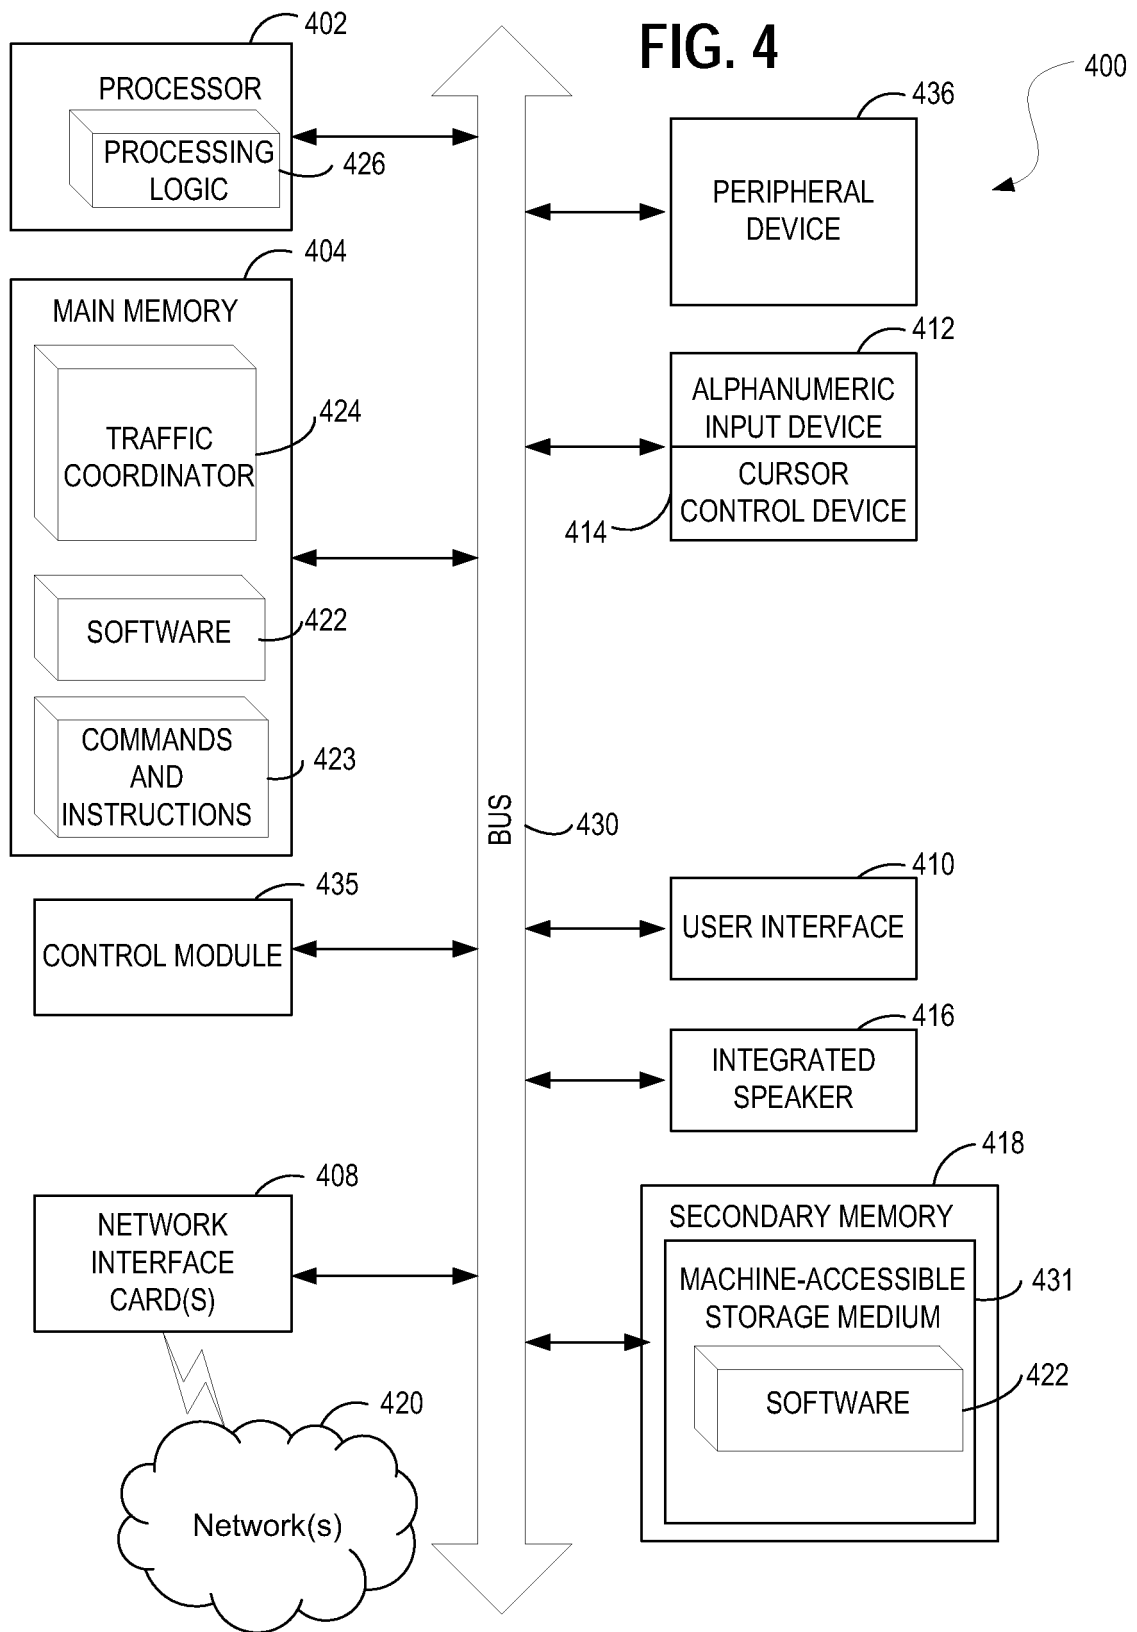 FIG. 4
400
402
PROCESSOR
PROCESSING
LOGIC
426
404
MAIN MEMORY
TRAFFIC
COORDINATOR
424
SOFTWARE
422
COMMANDS
AND
INSTRUCTIONS
423
435
CONTROL MODULE
408
NETWORK
INTERFACE
CARD(S)
420
Network(s)
BUS
430
436
PERIPHERAL
DEVICE
412
ALPHANUMERIC
INPUT DEVICE
CURSOR
CONTROL DEVICE
414
410
USER INTERFACE
416
INTEGRATED
SPEAKER
418
SECONDARY MEMORY
MACHINE-ACCESSIBLE
STORAGE MEDIUM
431
SOFTWARE
422